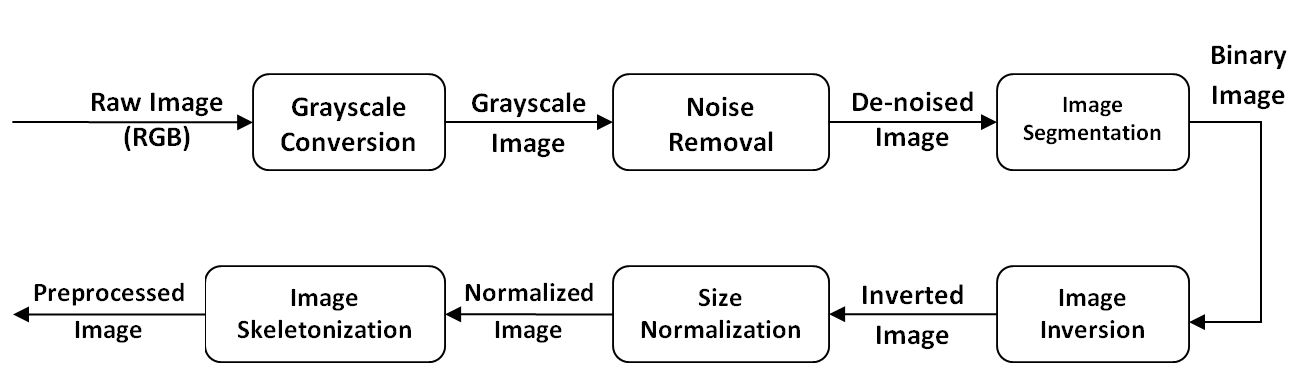 Raw Image
(RGB)
Grayscale
Conversion
Grayscale
Image
Noise
Removal
De-noised
Image
Image
Segmentation
Binary
Image
Image
Inversion
Inverted
Image
Size
Normalization
Normalized
Image
Image
Skeletonization
Preprocessed
Image